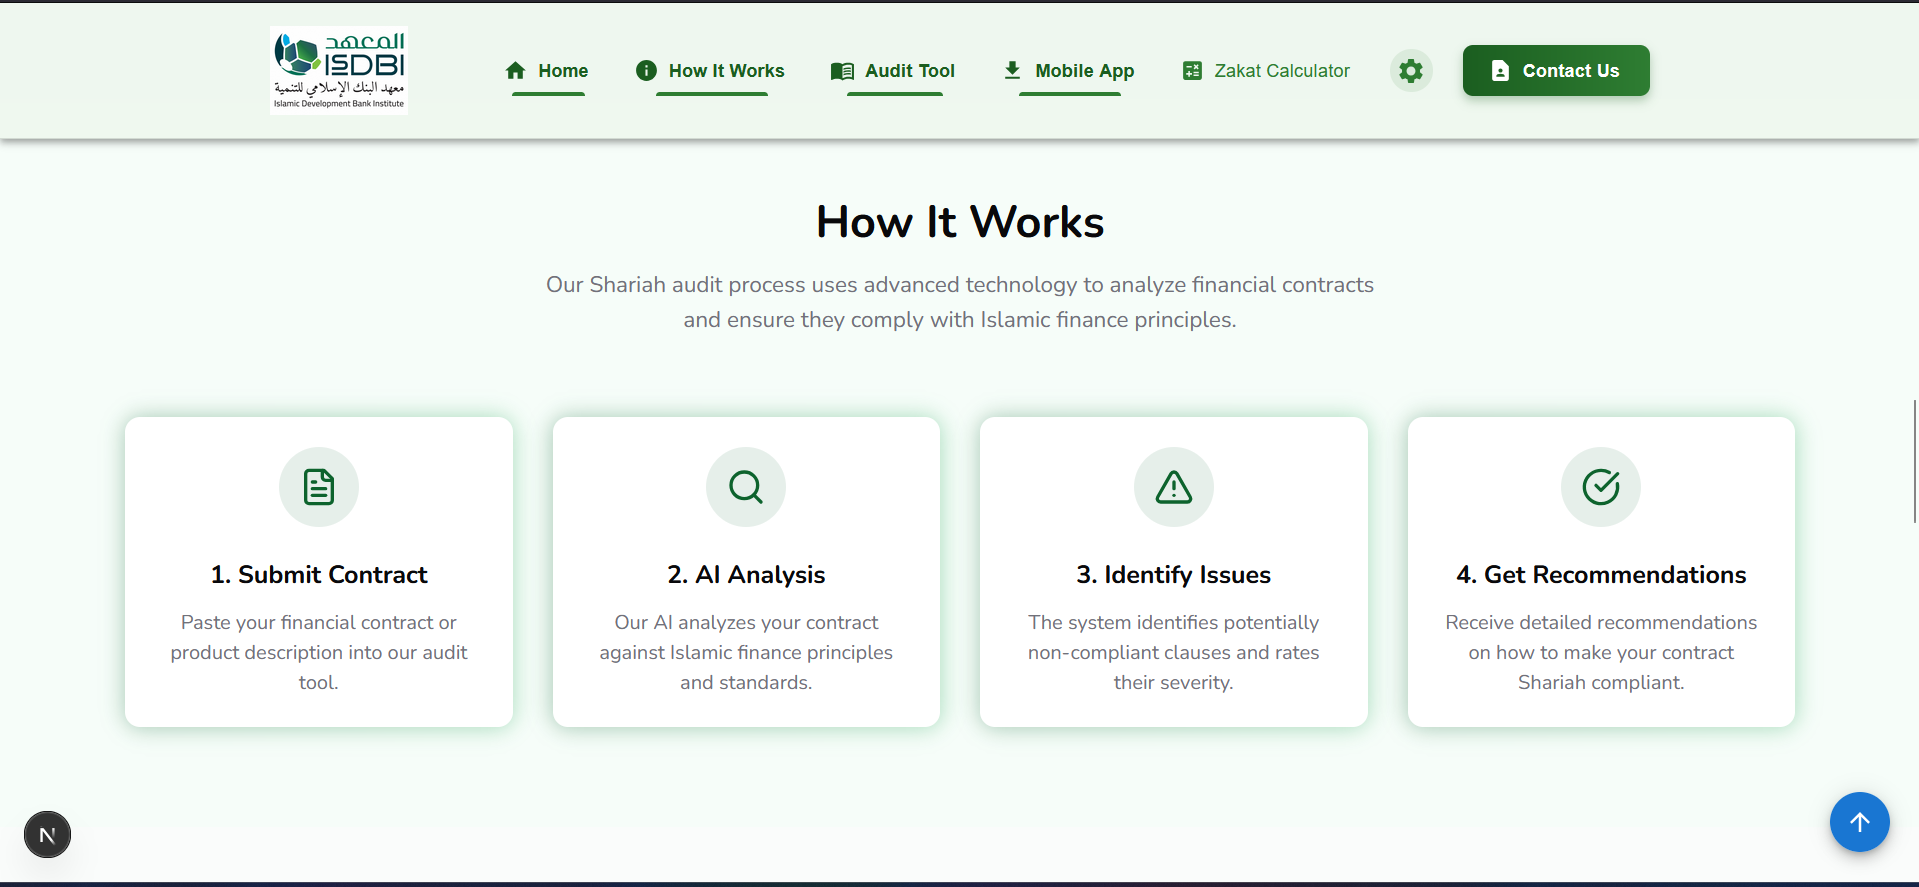 المعهد
ISDBI
معهد البنك الإسلامي للتنمية
Islamic Development Bank Institute
Home
How It Works
Audit Tool
Mobile App
Zakat Calculator
Contact Us
How It Works
Our Shariah audit process uses advanced technology to analyze financial contracts
and ensure they comply with Islamic finance principles.
1. Submit Contract
Paste your financial contract or
product description into our audit
tool.
2. AI Analysis
Our AI analyzes your contract
against Islamic finance principles
and standards.
3. Identify Issues
The system identifies potentially
non-compliant clauses and rates
their severity.
4. Get Recommendations
Receive detailed recommendations
on how to make your contract
Shariah compliant.
N